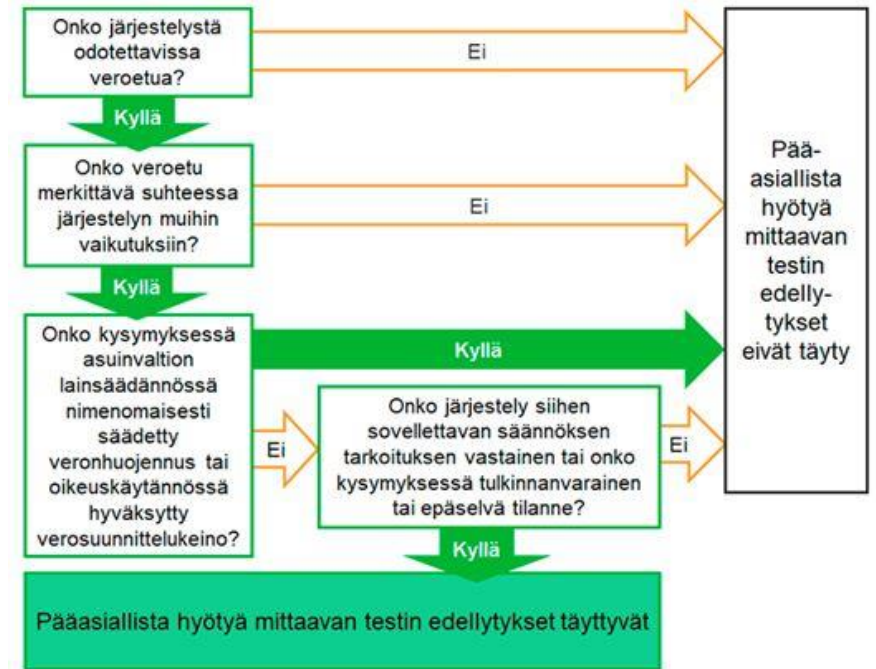 Onko järjestelystä
odotettavissa
veroetua?
Ei
Kyllä
Onko veroetu
merkittävä suhteessa
järjestelyn muihin
vaikutuksiin?
Ei
Kyllä
Onko kysymyksessä
asuinvaltion
lainsäädännössä
nimenomaisesti
säädetty
veronhuojennus tai
oikeuskäytännössä
hyväksytty
verosuunnittelukeino?
Kyllä
Ei
Onko järjestely siihen
sovellettavan säännöksen
tarkoituksen vastainen tai onko
kysymyksessä tulkinnanvarainen
tai epäselvä tilanne?
Ei
Kyllä
Pää-
asiallista
hyötyä
mittaavan
testin
edelly-
tykset
eivät täyty
Pääasiallista hyötyä mittaavan testin edellytykset täyttyvät